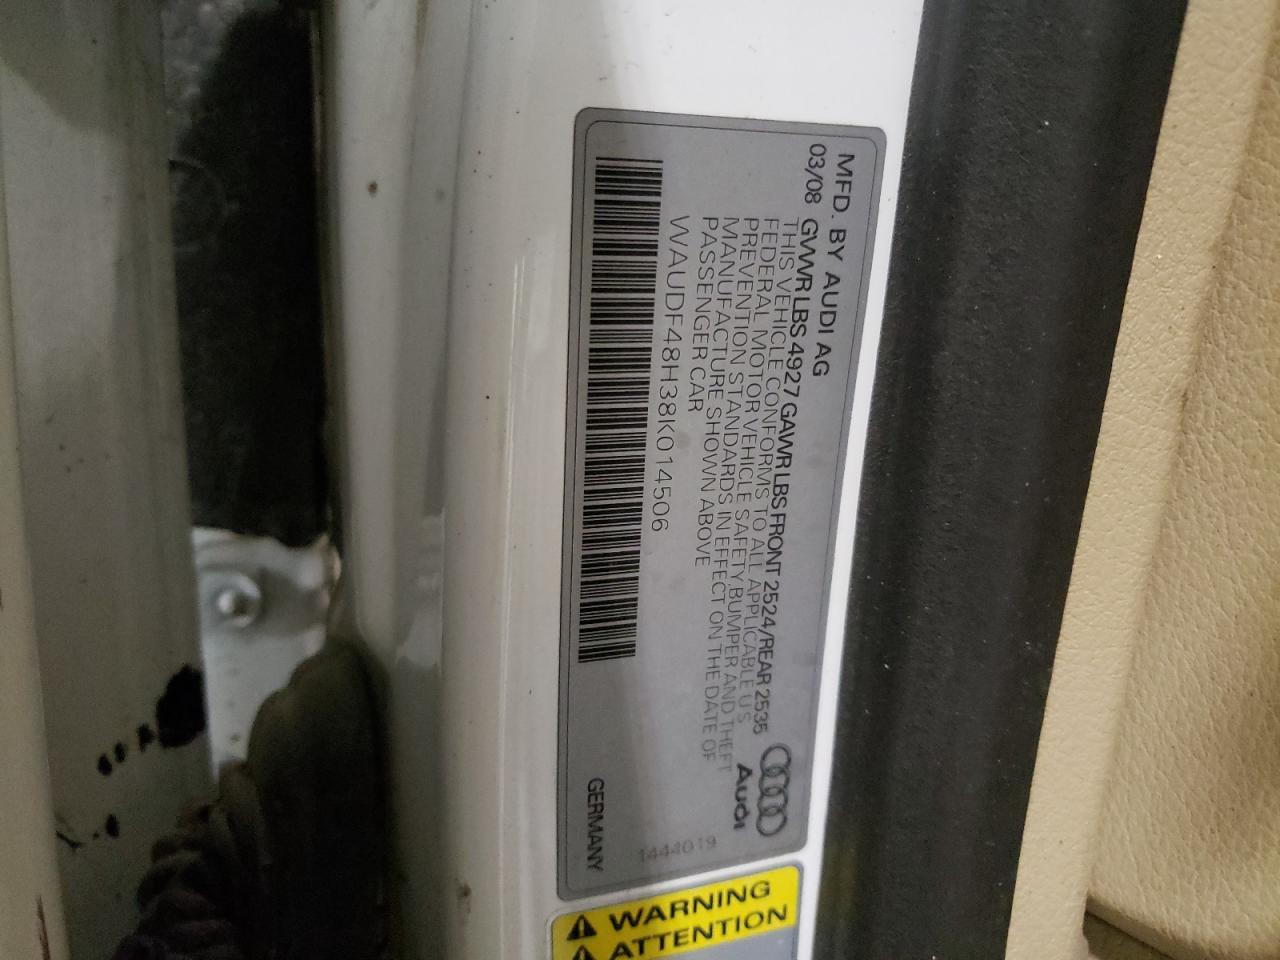 MFD. BY AUDI AG
03/08 GVWR LBS 4927 GAWR LBS FRONT 2524/REAR 2535
THIS VEHICLE CONFORMS TO ALL APPLICABLE U S
FEDERAL MOTOR VEHICLE SAFETY,BUMPER AND THEFT
PREVENTION STANDARDS IN EFFECT ON THE DATE OF
MANUFACTURE SHOWN ABOVE
PASSENGER CAR
WAUDF48H38K014506
Audi
1444019
GERMANY
WARNING
ATTENTION